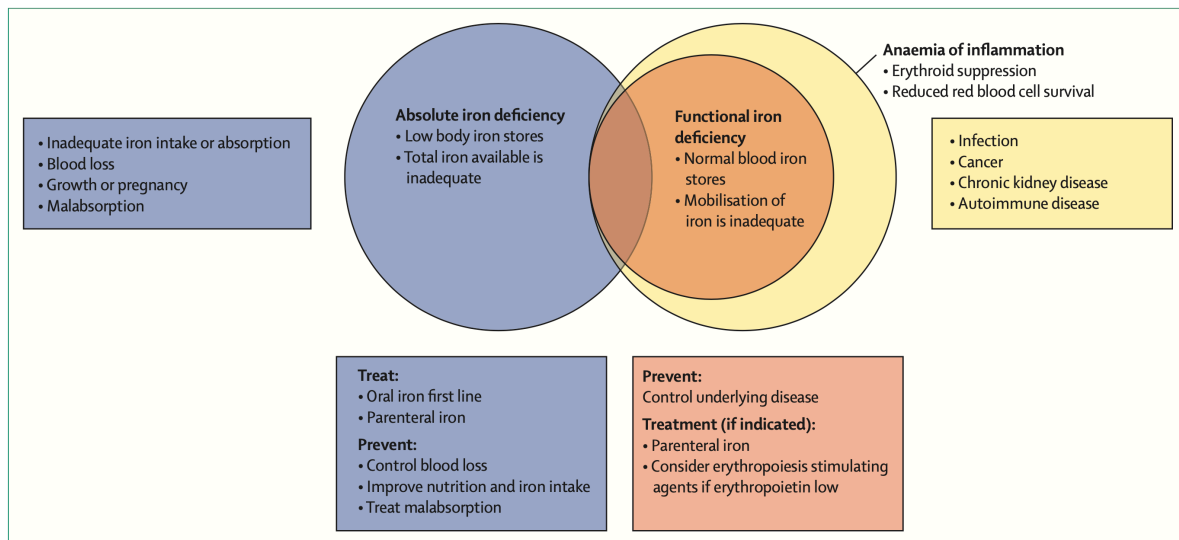 Anaemia of inflammation
• Erythroid suppression
• Reduced red blood cell survival
Absolute iron deficiency
• Low body iron stores
• Total iron available is
inadequate
Functional iron
deficiency
• Normal blood iron
stores
• Mobilisation of
iron is inadequate
• Inadequate iron intake or absorption
• Blood loss
• Growth or pregnancy
• Malabsorption
• Infection
• Cancer
• Chronic kidney disease
• Autoimmune disease
Treat:
• Oral iron first line
• Parenteral iron
Prevent:
• Control blood loss
• Improve nutrition and iron intake
• Treat malabsorption
Prevent:
Control underlying disease
Treatment (if indicated):
• Parenteral iron
• Consider erythropoiesis stimulating
agents if erythropoietin low